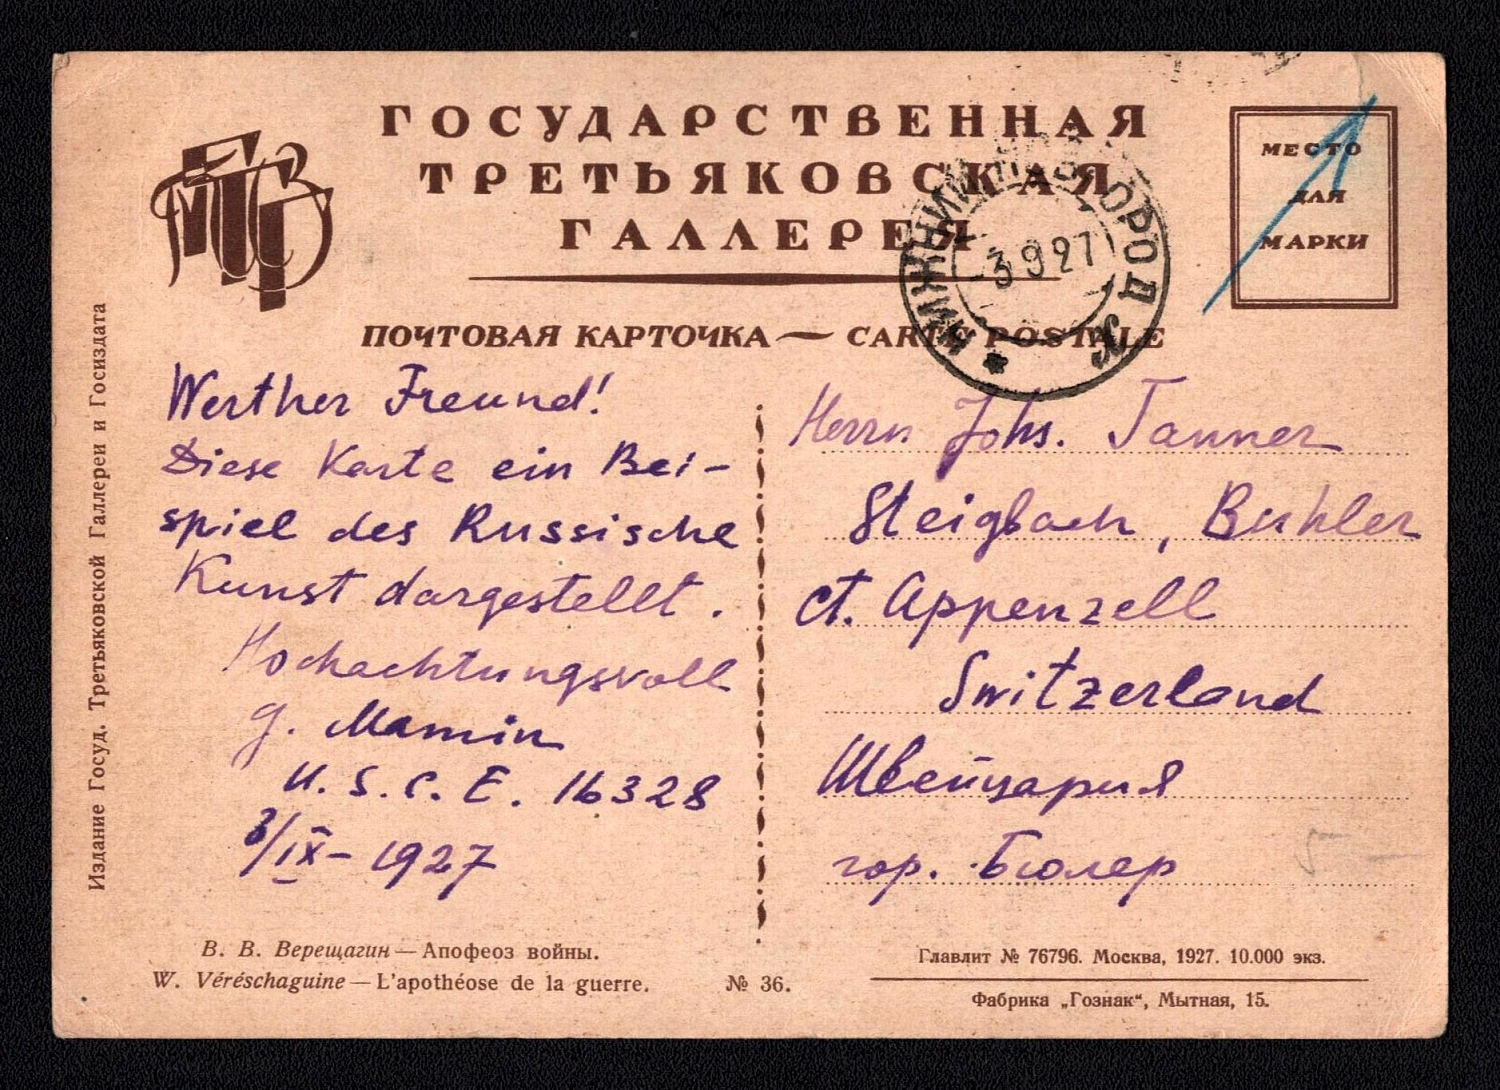 ГОСУДАРСТВЕННАЯ
ТРЕТЬЯКОВСКАЯ
ГАЛЛЕРЕЯ
МЕСТО
ДЛЯ
МАРКИ
НИЖНИЙ НОВГОРОД Ж
3 9 27
ПОЧТОВАЯ КАРТОЧКА — CARTE POSTALE
Werther Freund!
Diese Karte ein Bei-
spiel des Russische
Kunst dargestellt.
Hochachtungsvoll
G. Mamin
U.S.C.E. 16328
3/IX- 1927
Herrn Johs. Tanner
Steigbach, Buhler
Ct. Appenzell
Switzerland
Швейцария
гор. Бюлер
Издание Госуд. Третьяковской Галлереи и Госиздата
В. В. Верещагин — Апофеоз войны.
W. Véréschaguine — L'apothéose de la guerre.
№ 36.
Главлит № 76796. Москва, 1927. 10.000 экз.
Фабрика „Гознак“, Мытная, 15.